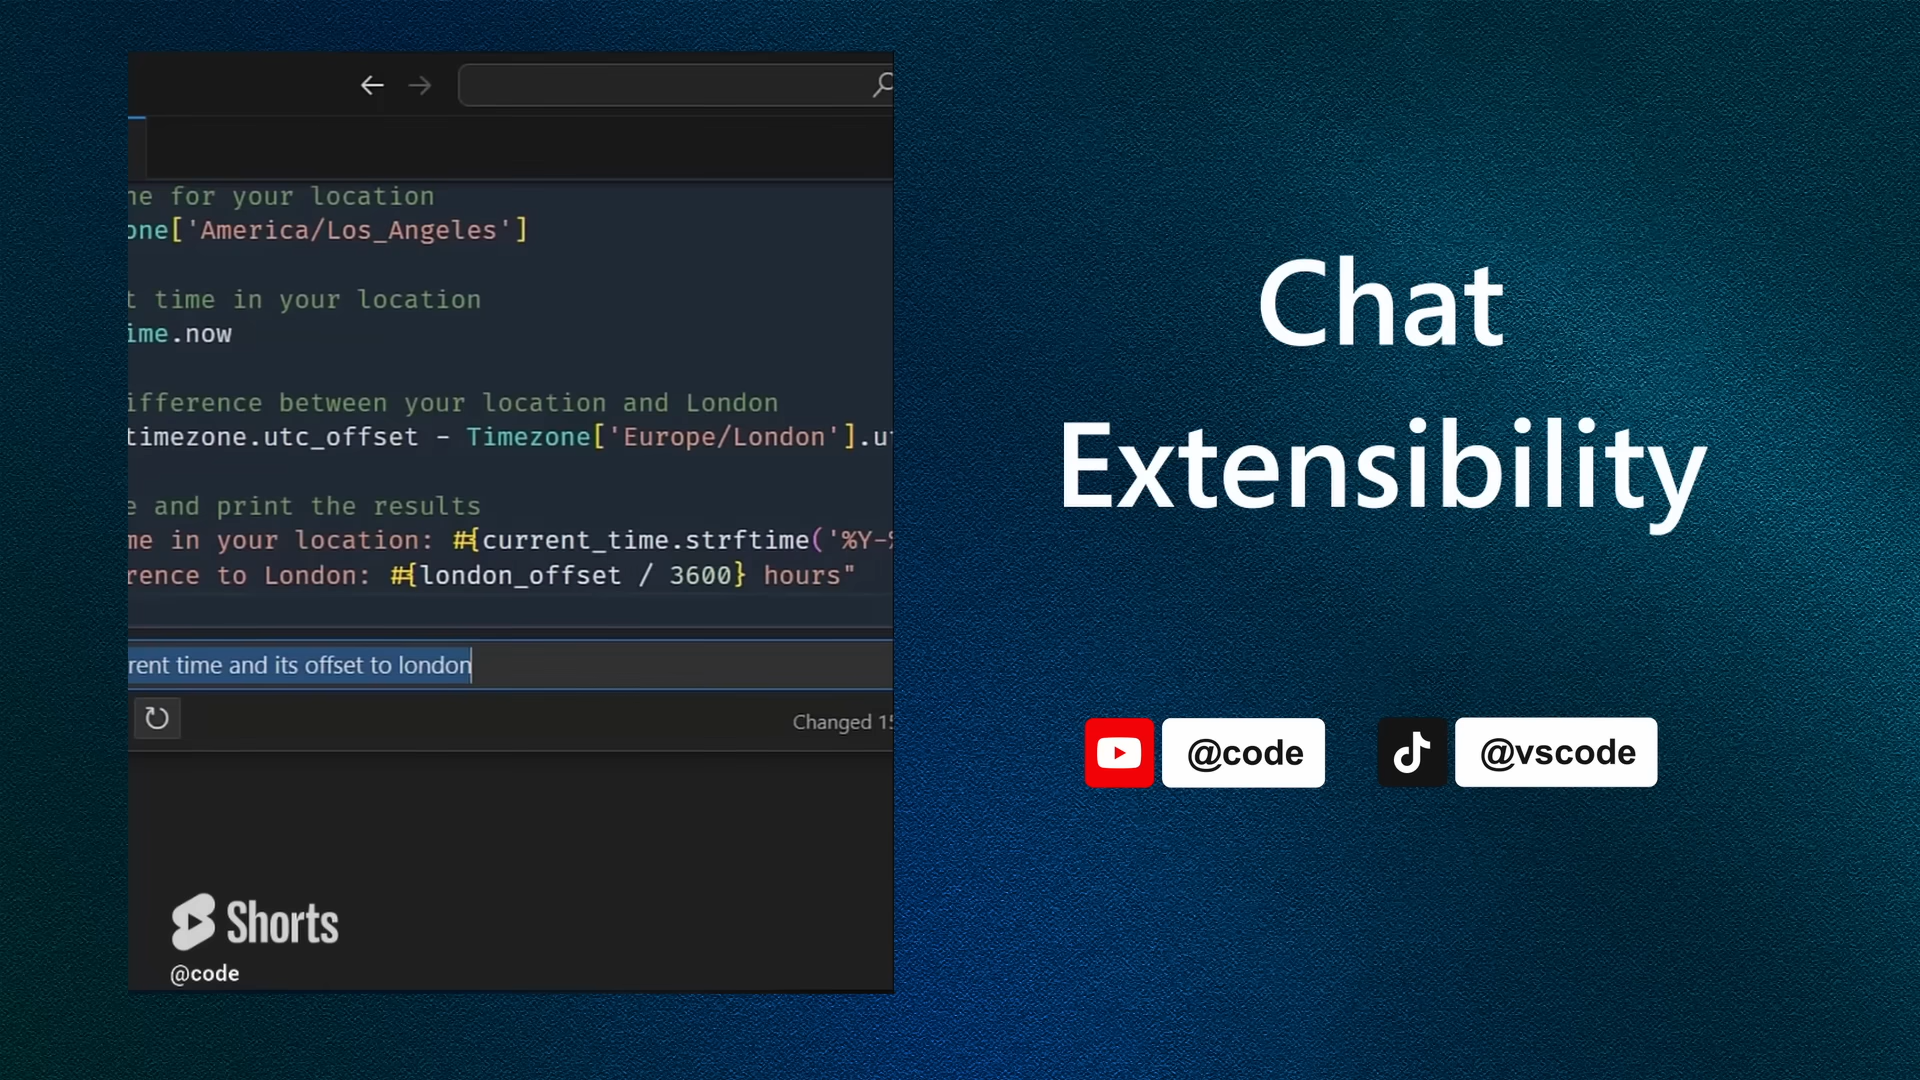 ne for your location
one['America/Los_Angeles']
t time in your location
ime.now
ifference between your location and London
timezone.utc_offset - Timezone['Europe/London'].u
e and print the results
me in your location: #{current_time.strftime('%Y-%
rence to London: #{london_offset / 3600} hours"
rent time and its offset to london
Changed 15
Shorts
@code
Chat
Extensibility
@code
@vscode